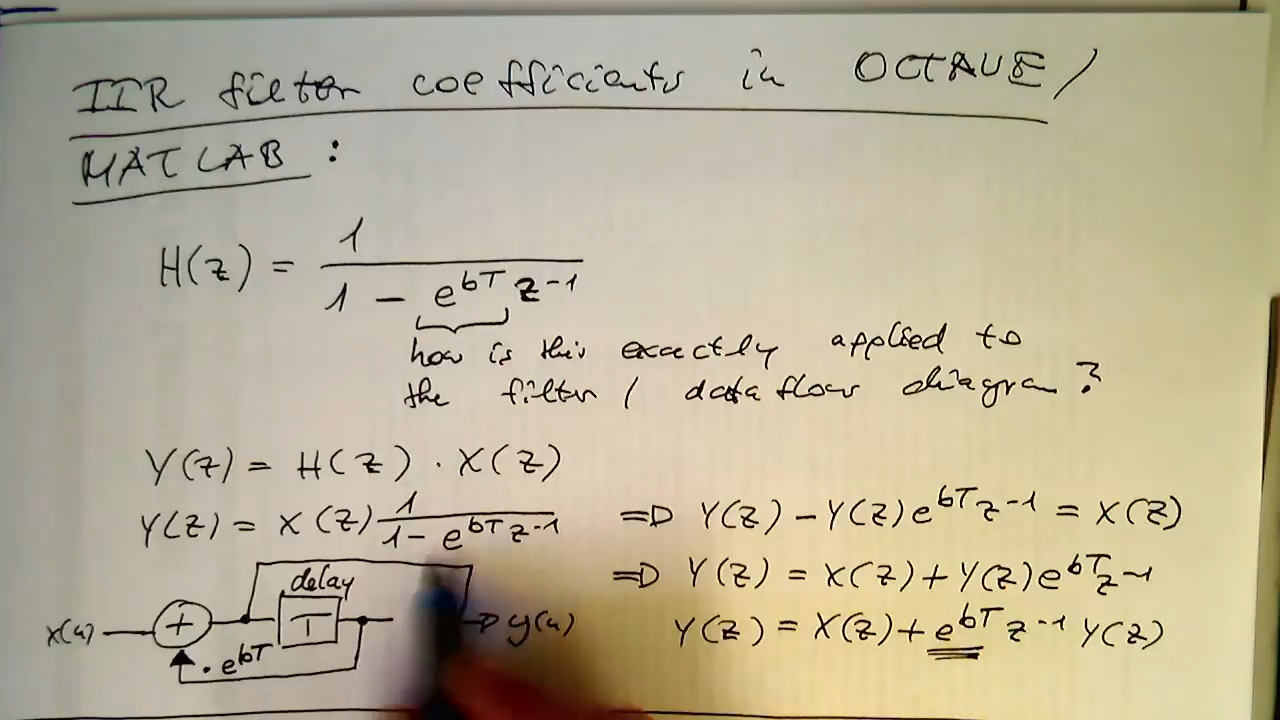 IIR filter coefficients in OCTAVE /
MATLAB :
H(z) = 1 / (1 - e^{bT} z^{-1})
how is this exactly applied to
the filter / data flow diagram?
Y(z) = H(z) · X(z)
Y(z) = X(z) 1 / (1 - e^{bT} z^{-1})
=> Y(z) - Y(z) e^{bT} z^{-1} = X(z)
=> Y(z) = X(z) + Y(z) e^{bT} z^{-1}
Y(z) = X(z) + e^{bT} z^{-1} Y(z)
delay
x(n) + T y(n)
· e^{bT}